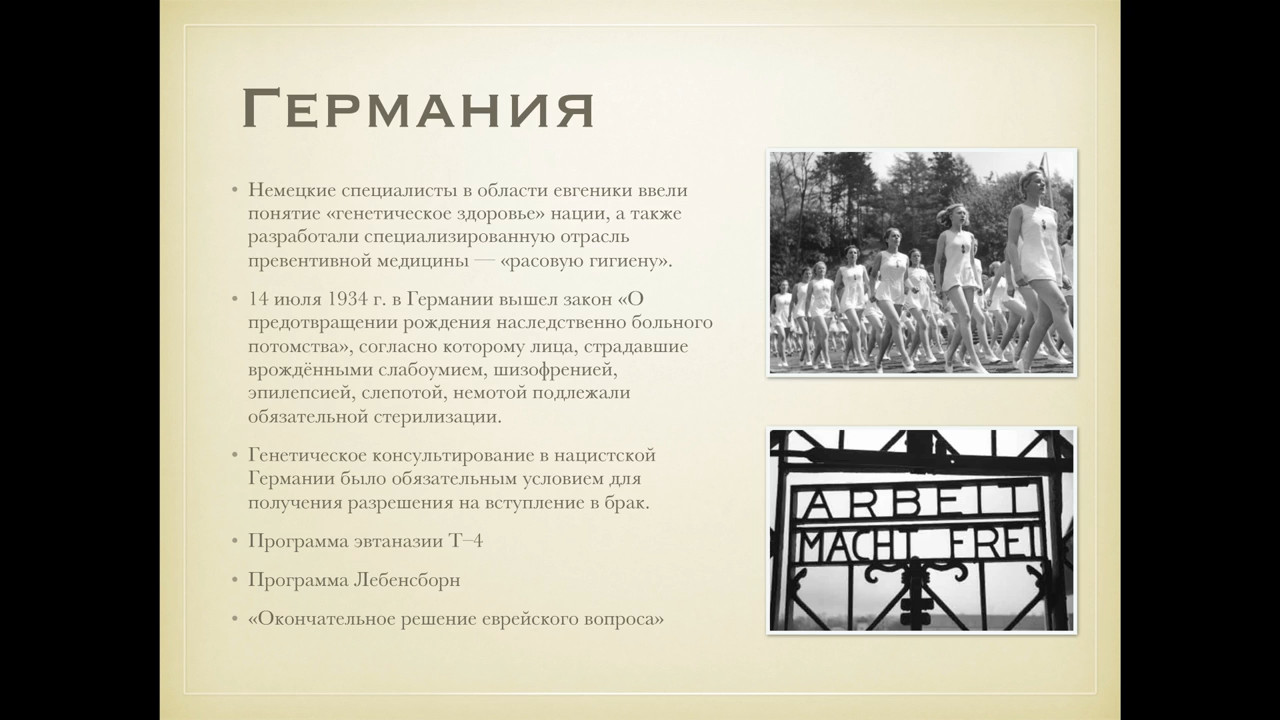 Германия
• Немецкие специалисты в области евгеники ввели
понятие «генетическое здоровье» нации, а также
разработали специализированную отрасль
превентивной медицины — «расовую гигиену».
• 14 июля 1934 г. в Германии вышел закон «О
предотвращении рождения наследственно больного
потомства», согласно которому лица, страдавшие
врождёнными слабоумием, шизофренией,
эпилепсией, слепотой, немотой подлежали
обязательной стерилизации.
• Генетическое консультирование в нацистской
Германии было обязательным условием для
получения разрешения на вступление в брак.
• Программа эвтаназии Т–4
• Программа Лебенсборн
• «Окончательное решение еврейского вопроса»
ARBEIT
MACHT FREI